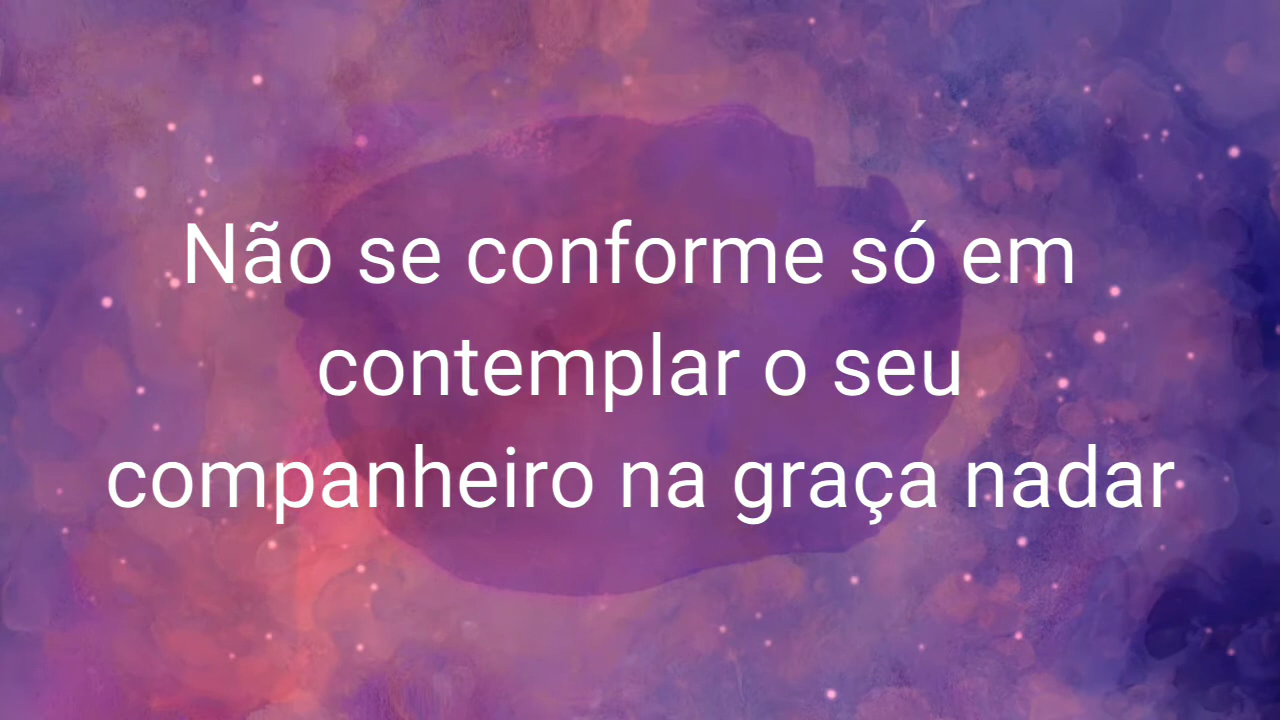 Não se conforme só em
contemplar o seu
companheiro na graça nadar